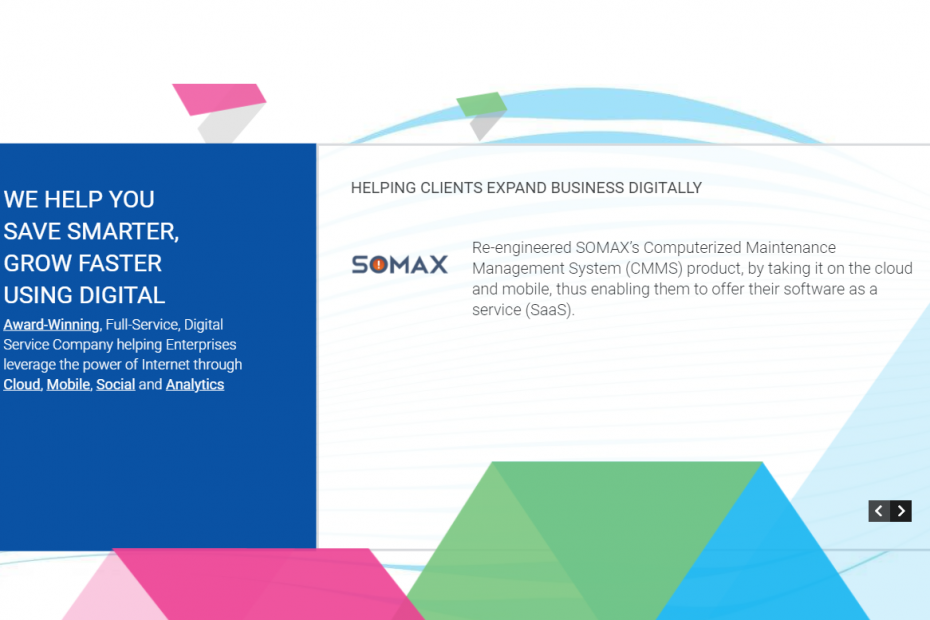 WE HELP YOU
SAVE SMARTER,
GROW FASTER
USING DIGITAL
Award-Winning, Full-Service, Digital
Service Company helping Enterprises
leverage the power of Internet through
Cloud, Mobile, Social and Analytics
HELPING CLIENTS EXPAND BUSINESS DIGITALLY
SOMAX
Re-engineered SOMAX’s Computerized Maintenance
Management System (CMMS) product, by taking it on the cloud
and mobile, thus enabling them to offer their software as a
service (SaaS).